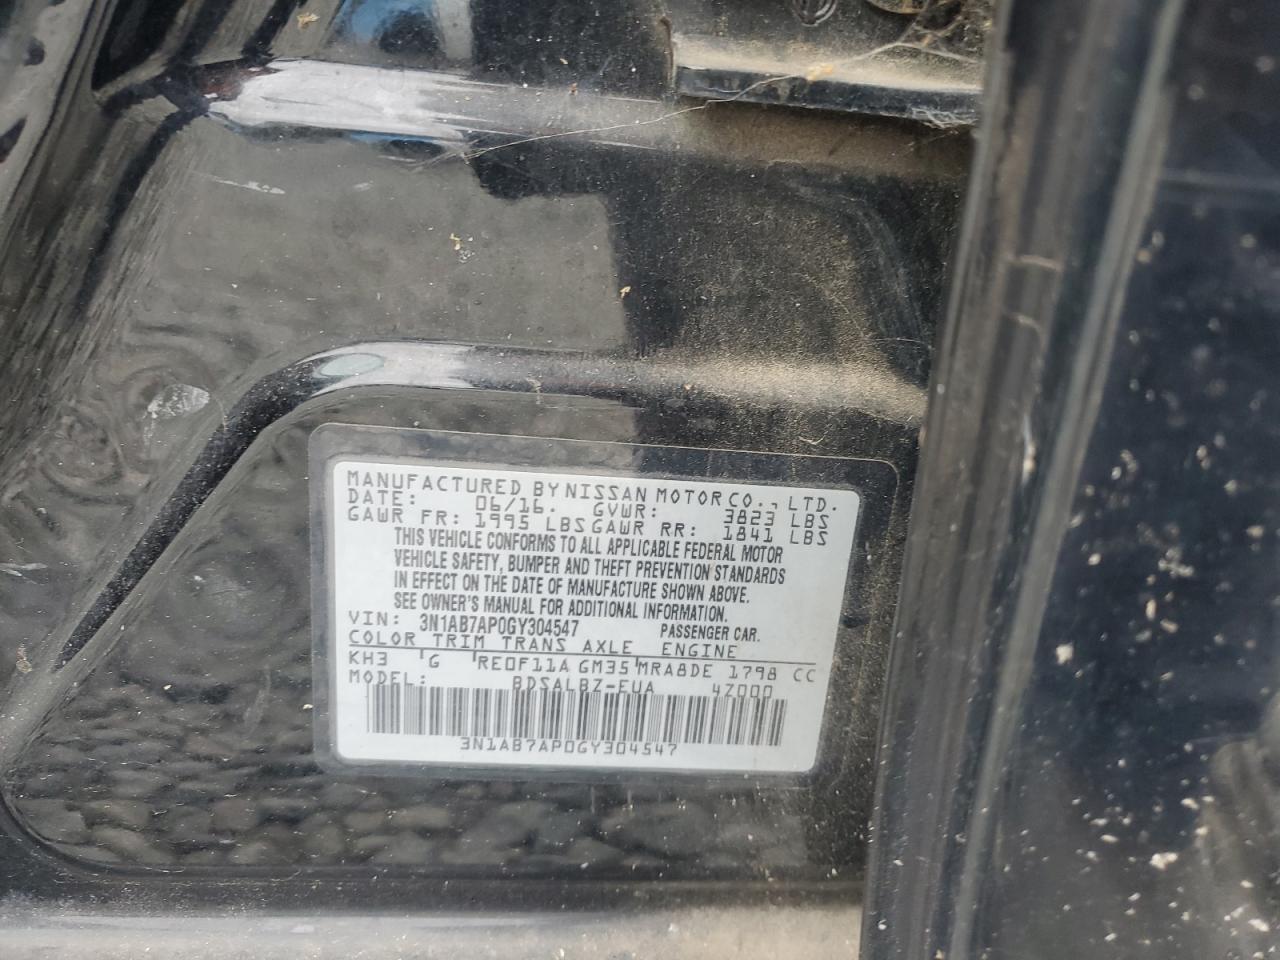 MANUFACTURED BY NISSAN MOTOR CO., LTD.
DATE: 06/16. GVWR: 3823 LBS
GAWR FR: 1995 LBS GAWR RR: 1841 LBS
THIS VEHICLE CONFORMS TO ALL APPLICABLE FEDERAL MOTOR
VEHICLE SAFETY, BUMPER AND THEFT PREVENTION STANDARDS
IN EFFECT ON THE DATE OF MANUFACTURE SHOWN ABOVE.
SEE OWNER'S MANUAL FOR ADDITIONAL INFORMATION.
VIN: 3N1AB7AP0GY304547 PASSENGER CAR.
COLOR TRIM TRANS AXLE ENGINE
KH3 G RE0F11A GM35 MRA8DE 1798 CC
MODEL: BDSALBZ-EUA 4Z000
3N1AB7AP0GY304547